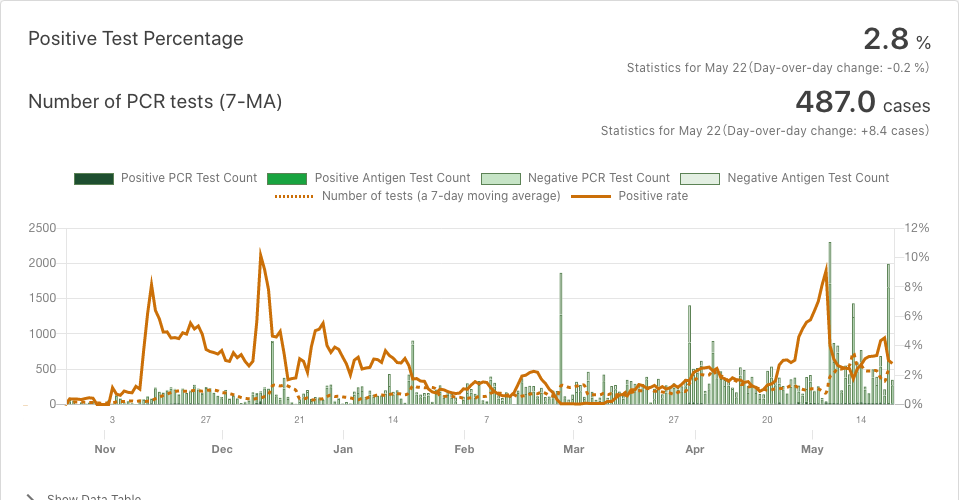 Positive Test Percentage
2.8 %
Statistics for May 22(Day-over-day change: -0.2 %)
Number of PCR tests (7-MA)
487.0 cases
Statistics for May 22(Day-over-day change: +8.4 cases)
Positive PCR Test Count Positive Antigen Test Count Negative PCR Test Count Negative Antigen Test Count
Number of tests (a 7-day moving average) Positive rate
2500 12%
2000 10%
1500 8%
1000 6%
4%
500 2%
0 0%
3 27 21 14 7 3 27 20 14
Nov Dec Jan Feb Mar Apr May
Show Data Table